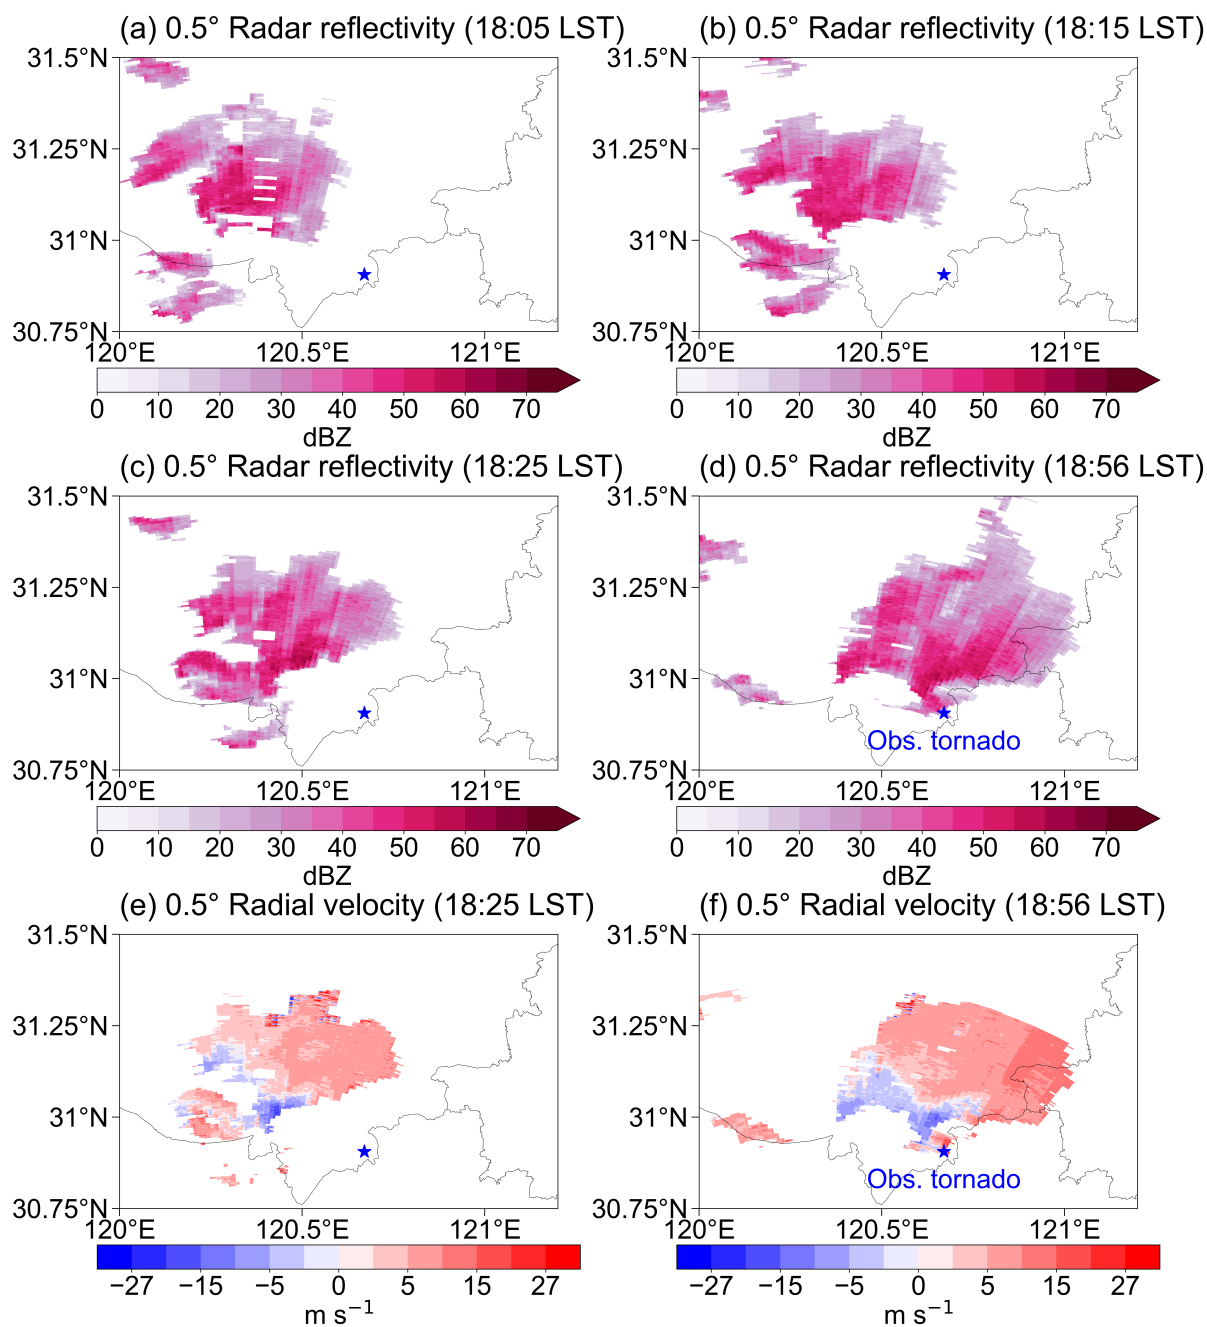 (a) 0.5° Radar reflectivity (18:05 LST)
(b) 0.5° Radar reflectivity (18:15 LST)
31.5°N
31.25°N
31°N
30.75°N
120°E 120.5°E 121°E
0 10 20 30 40 50 60 70
dBZ
31.5°N
31.25°N
31°N
30.75°N
120°E 120.5°E 121°E
0 10 20 30 40 50 60 70
dBZ
(c) 0.5° Radar reflectivity (18:25 LST)
(d) 0.5° Radar reflectivity (18:56 LST)
31.5°N
31.25°N
31°N
30.75°N
120°E 120.5°E 121°E
0 10 20 30 40 50 60 70
dBZ
31.5°N
31.25°N
31°N
Obs. tornado
30.75°N
120°E 120.5°E 121°E
0 10 20 30 40 50 60 70
dBZ
(e) 0.5° Radial velocity (18:25 LST)
(f) 0.5° Radial velocity (18:56 LST)
31.5°N
31.25°N
31°N
30.75°N
120°E 120.5°E 121°E
−27 −15 −5 0 5 15 27
m s⁻¹
31.5°N
31.25°N
31°N
Obs. tornado
30.75°N
120°E 120.5°E 121°E
−27 −15 −5 0 5 15 27
m s⁻¹